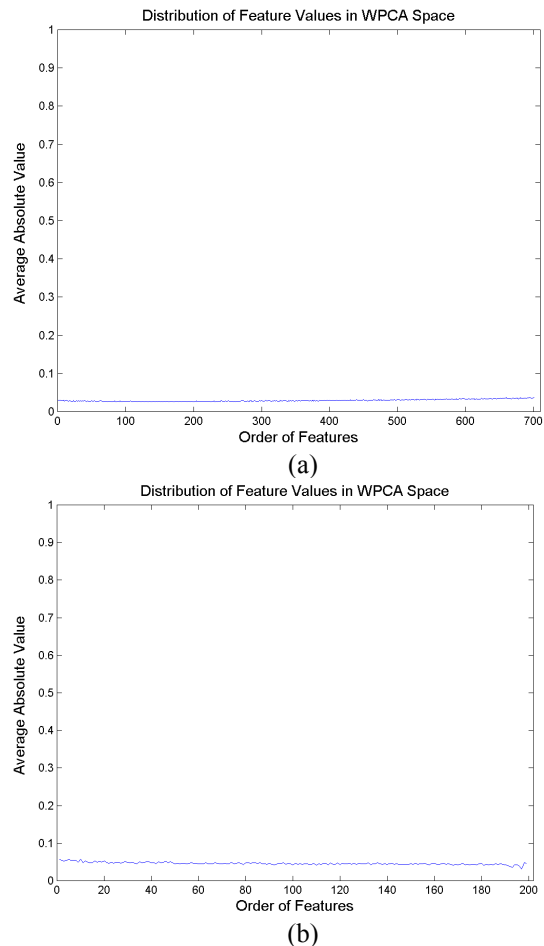 Distribution of Feature Values in WPCA Space
1
0.9
0.8
0.7
0.6
0.5
0.4
0.3
0.2
0.1
0
Average Absolute Value
0 100 200 300 400 500 600 700
Order of Features
(a)
Distribution of Feature Values in WPCA Space
1
0.9
0.8
0.7
0.6
0.5
0.4
0.3
0.2
0.1
0
Average Absolute Value
0 20 40 60 80 100 120 140 160 180 200
Order of Features
(b)